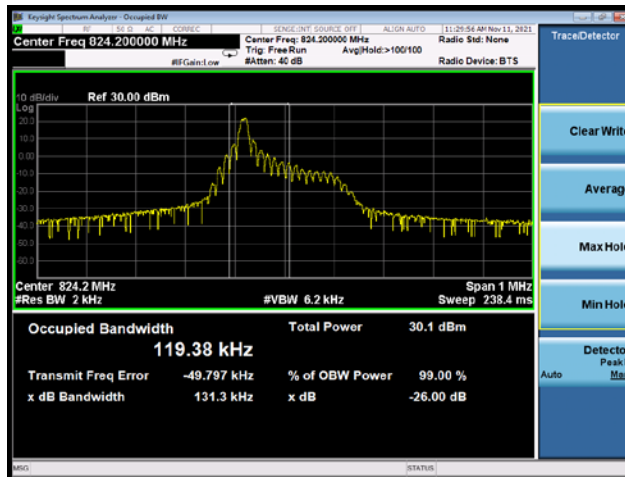 Keysight Spectrum Analyzer - Occupied BW
RF 50 Ω AC CORREC SENSE:INT SOURCE OFF ALIGN AUTO 11:29:56 AM Nov 11, 2021
Center Freq 824.200000 MHz
Center Freq: 824.200000 MHz
Radio Std: None
Trig: Free Run Avg|Hold:>100/100
#IFGain:Low #Atten: 40 dB Radio Device: BTS
Trace/Detector
10 dB/div Ref 30.00 dBm
Log
20.0
10.0
0.00
-10.0
-20.0
-30.0
-40.0
-50.0
-60.0
Center 824.2 MHz Span 1 MHz
#Res BW 2 kHz #VBW 6.2 kHz Sweep 238.4 ms
Occupied Bandwidth Total Power 30.1 dBm
119.38 kHz
Transmit Freq Error -49.797 kHz % of OBW Power 99.00 %
x dB Bandwidth 131.3 kHz x dB -26.00 dB
Clear Write
Average
Max Hold
Min Hold
Detecto
Peak
Auto Ma
MSG STATUS